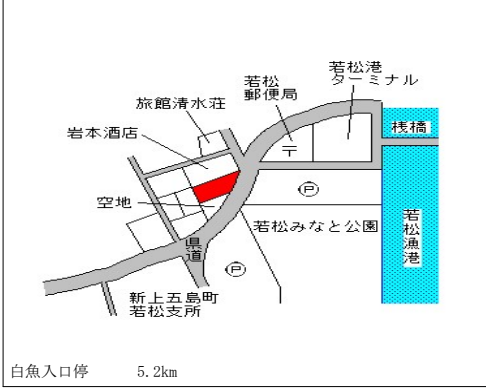 若松港
ターミナル
若松
郵便局
旅館清水荘
桟橋
岩本酒店
〒
P
空地
若松みなと公園
若松漁港
県道
P
新上五島町
若松支所
白魚入口停 5.2km